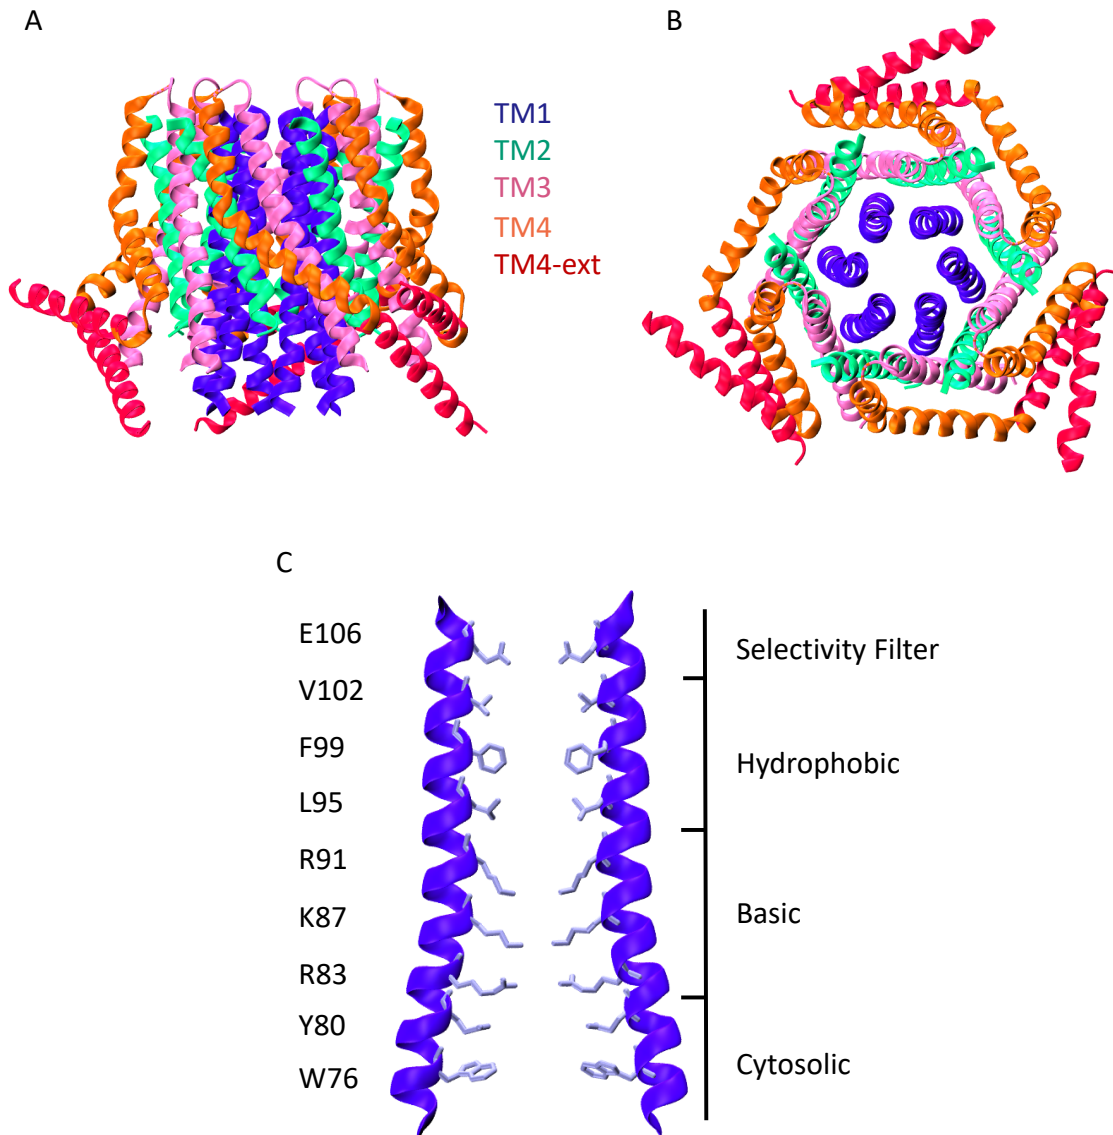 A
B
TM1
TM2
TM3
TM4
TM4-ext
C
E106
V102
F99
L95
R91
K87
R83
Y80
W76
Selectivity Filter
Hydrophobic
Basic
Cytosolic